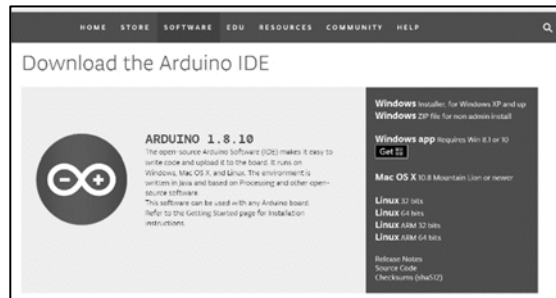 HOME STORE SOFTWARE EDU RESOURCES COMMUNITY HELP
Download the Arduino IDE
ARDUINO 1.8.10
The open-source Arduino Software (IDE) makes it easy to
write code and upload it to the board. It runs on
Windows, Mac OS X, and Linux. The environment is
written in Java and based on Processing and other open-
source software.
This software can be used with any Arduino board.
Refer to the Getting Started page for Installation
instructions.
Windows Installer, for Windows XP and up
Windows ZIP file for non admin install
Windows app Requires Win 8.1 or 10
Get
Mac OS X 10.8 Mountain Lion or newer
Linux 32 bits
Linux 64 bits
Linux ARM 32 bits
Linux ARM 64 bits
Release Notes
Source Code
Checksums (sha512)